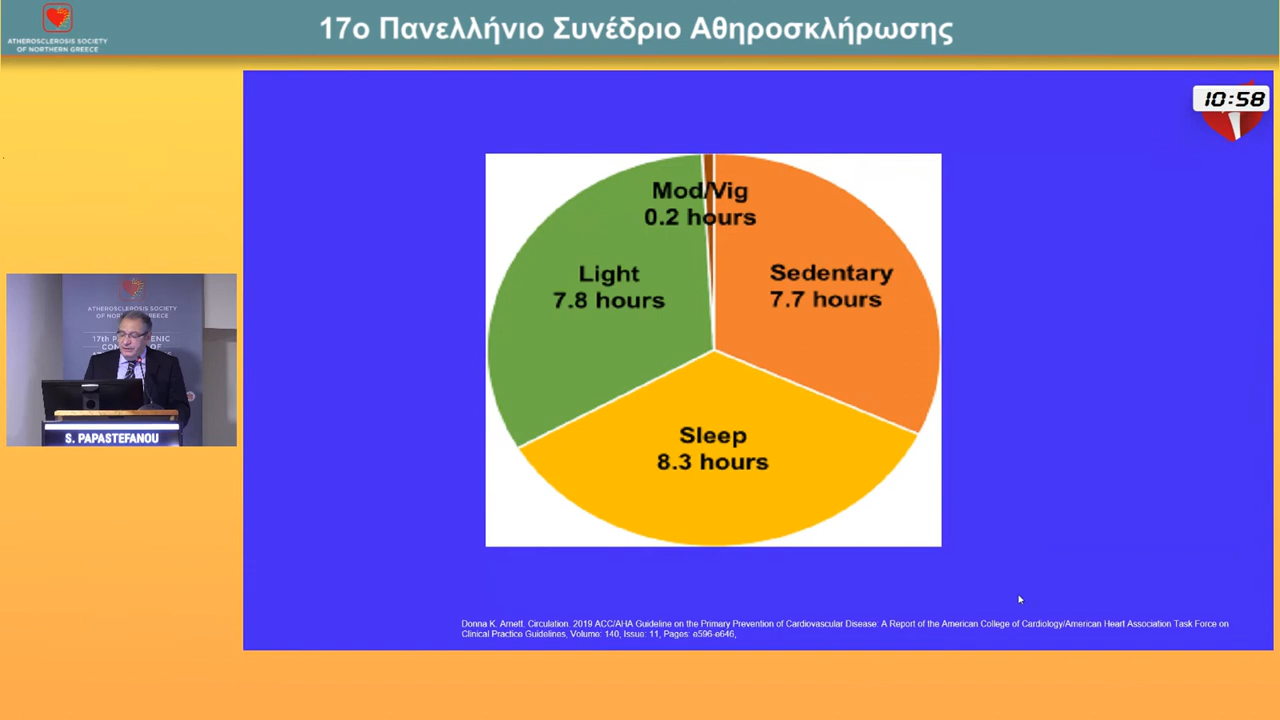 ATHEROSCLEROSIS SOCIETY
OF NORTHERN GREECE
17ο Πανελλήνιο Συνέδριο Αθηροσκλήρωσης
10:58
Mod/Vig
0.2 hours
Light
7.8 hours
Sedentary
7.7 hours
Sleep
8.3 hours
ATHEROSCLEROSIS SOCIETY
OF NORTHERN GREECE
17th
S. PAPASTEFANOU
Donna K. Arnett. Circulation. 2019 ACC/AHA Guideline on the Primary Prevention of Cardiovascular Disease: A Report of the American College of Cardiology/American Heart Association Task Force on
Clinical Practice Guidelines, Volume: 140, Issue: 11, Pages: e596-e646,